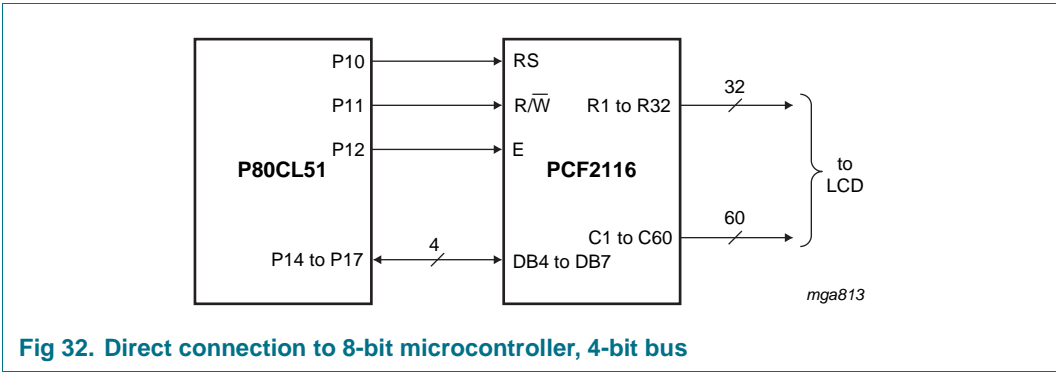 P10
RS
P11
R/W̅
R1 to R32
32
P12
E
P80CL51
PCF2116
to
LCD
C1 to C60
60
P14 to P17
4
DB4 to DB7
mga813
Fig 32. Direct connection to 8-bit microcontroller, 4-bit bus